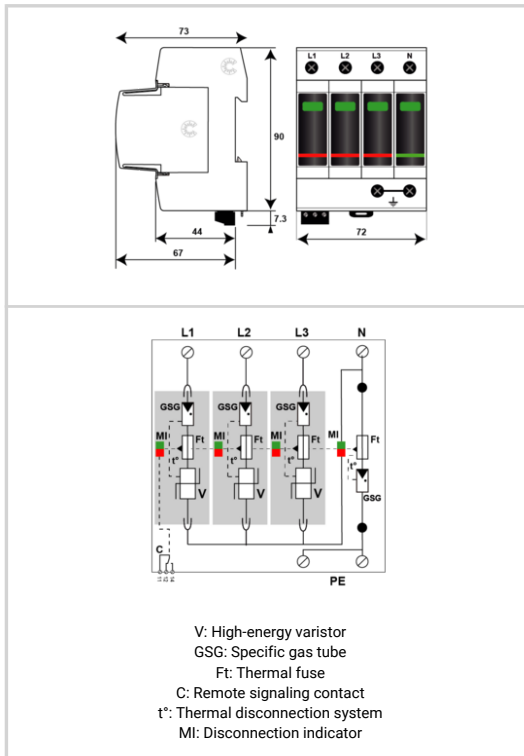 73
L1 L2 L3 N
C
C
90
7.3
44
67
72
L1 L2 L3 N
GSG GSG GSG
MI MI MI MI
Ft Ft Ft Ft
t° t° t° t°
GSG
V V V
C
PE
V: High-energy varistor
GSG: Specific gas tube
Ft: Thermal fuse
C: Remote signaling contact
t°: Thermal disconnection system
MI: Disconnection indicator